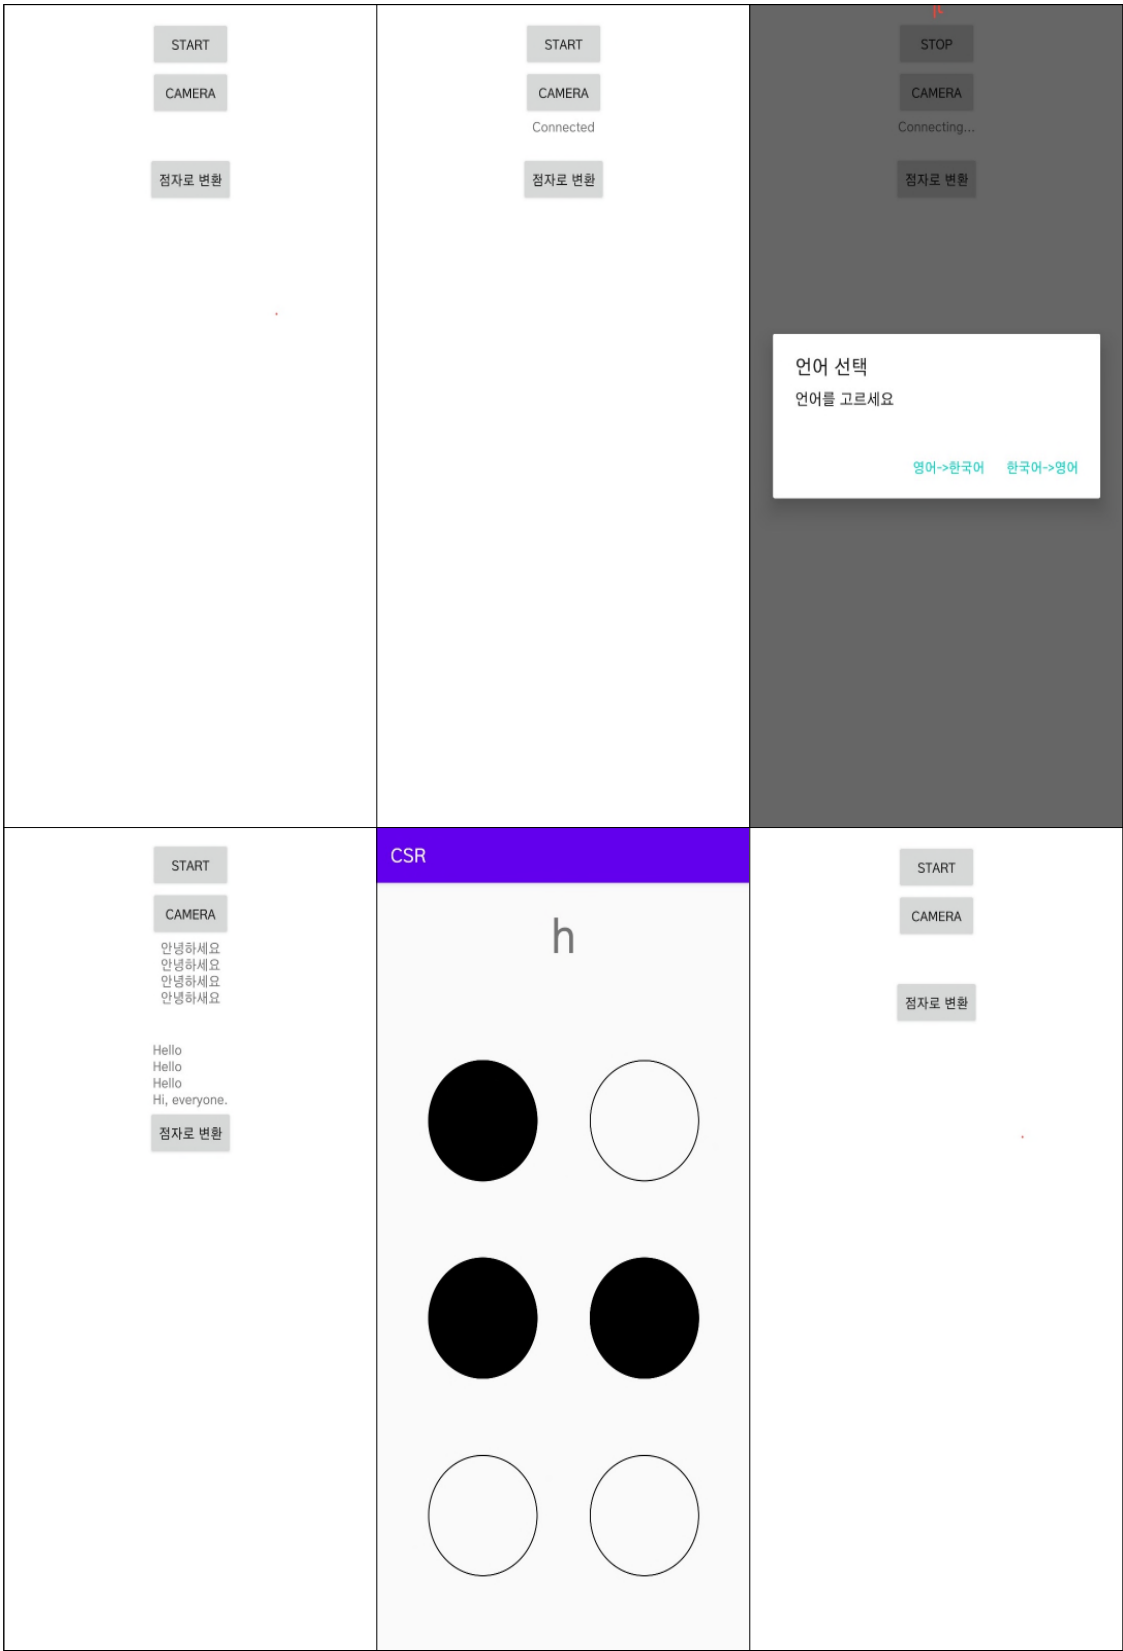 START
CAMERA
점자로 변환
START
CAMERA
Connected
점자로 변환
STOP
CAMERA
Connecting...
점자로 변환
언어 선택
언어를 고르세요
영어->한국어 한국어->영어
START
CAMERA
안녕하세요
안녕하세요
안녕하세요
안녕하새요
Hello
Hello
Hello
Hi, everyone.
점자로 변환
CSR
h
START
CAMERA
점자로 변환